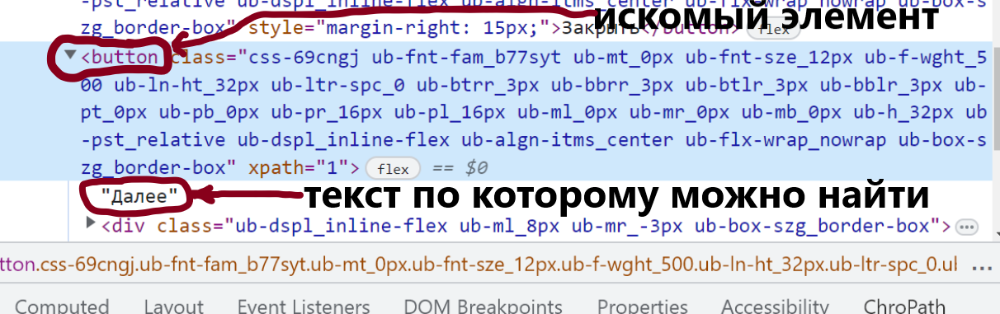 -pst_relative ub-dspl_inline-flex ub-algn-itms_center ub-flx-wrap_nowrap ub-box-s
искомый элемент
zg_border-box" style="margin-right: 15px;">Закрыть</button> flex
▼<button class="css-69cngj ub-fnt-fam_b77syt ub-mt_0px ub-fnt-sze_12px ub-f-wght_5
00 ub-ln-ht_32px ub-ltr-spc_0 ub-btrr_3px ub-bbrr_3px ub-btlr_3px ub-bblr_3px ub-
pt_0px ub-pb_0px ub-pr_16px ub-pl_16px ub-ml_0px ub-mr_0px ub-mb_0px ub-h_32px ub
-pst_relative ub-dspl_inline-flex ub-algn-itms_center ub-flx-wrap_nowrap ub-box-s
zg_border-box" xpath="1"> flex == $0
"Далее" текст по которому можно найти
▶<div class="ub-dspl_inline-flex ub-ml_8px ub-mr_-3px ub-box-szg_border-box">…
tton.css-69cngj.ub-fnt-fam_b77syt.ub-mt_0px.ub-fnt-sze_12px.ub-f-wght_500.ub-ln-ht_32px.ub-ltr-spc_0.ul ...
Computed Layout Event Listeners DOM Breakpoints Properties Accessibility ChroPath